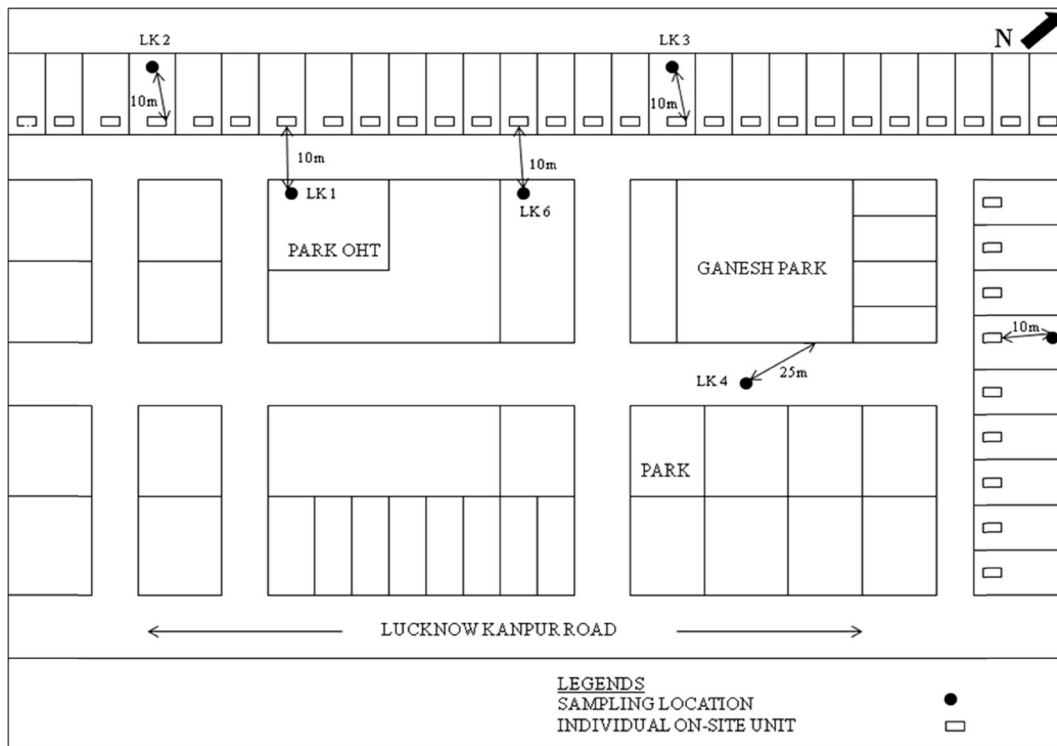 LK 2
LK 3
N
10m
10m
10m
10m
LK 1
LK 6
PARK OHT
GANESH PARK
10m
25m
LK 4
PARK
LUCKNOW KANPUR ROAD
LEGENDS
SAMPLING LOCATION
INDIVIDUAL ON-SITE UNIT